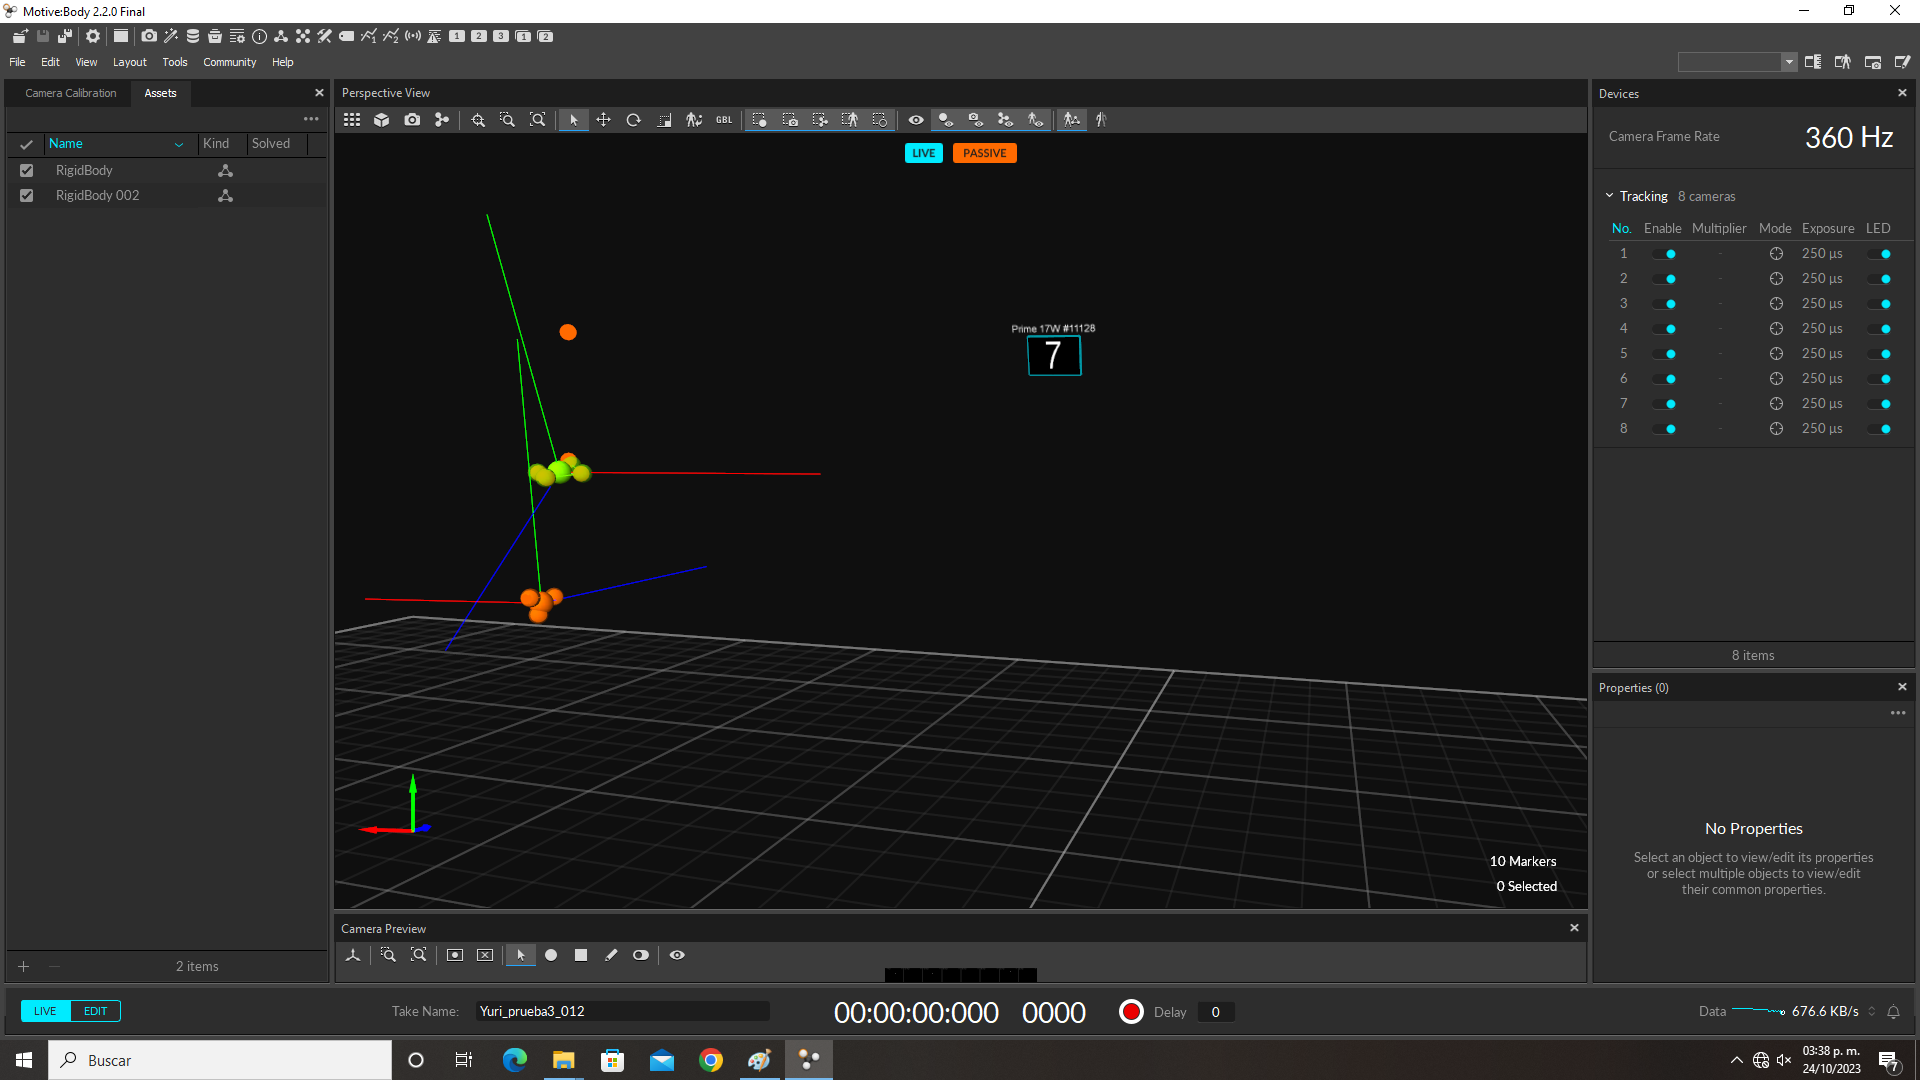 Motive:Body 2.2.0 Final
1 2 3 1 2
File Edit View Layout Tools Community Help
Camera Calibration Assets
Name Kind Solved
RigidBody
RigidBody 002
2 items
Perspective View
GBL
LIVE PASSIVE
Prime 17W #11128
7
10 Markers
0 Selected
Camera Preview
Devices
Camera Frame Rate 360 Hz
Tracking 8 cameras
No. Enable Multiplier Mode Exposure LED
1 - 250 µs
2 - 250 µs
3 - 250 µs
4 - 250 µs
5 - 250 µs
6 - 250 µs
7 - 250 µs
8 - 250 µs
8 items
Properties (0)
No Properties
Select an object to view/edit its properties
or select multiple objects to view/edit
their common properties.
LIVE EDIT Take Name: Yuri_prueba3_012 00:00:00:000 0000 Delay 0 Data 676.6 KB/s
Buscar
03:38 p. m.
24/10/2023
7